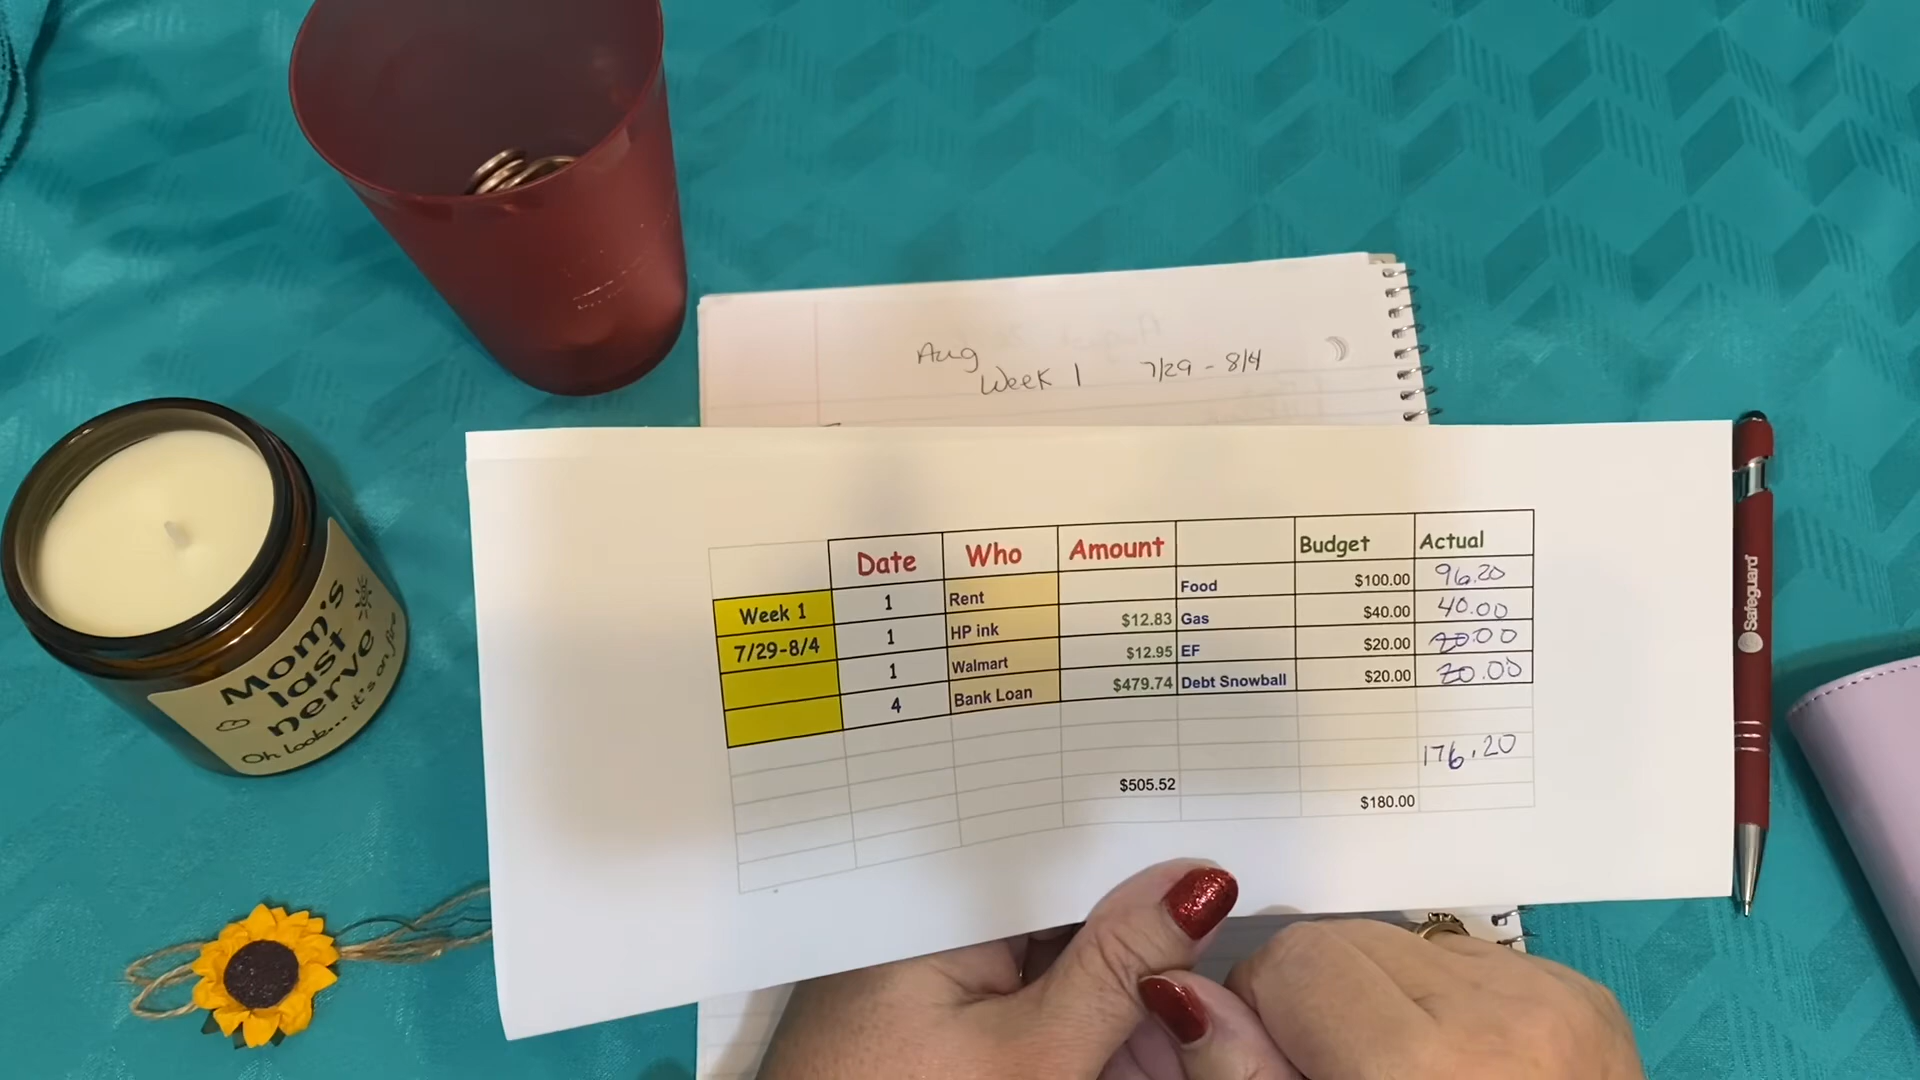 Aug
Week 1 7/29 - 8/4
Date Who Amount Budget Actual
Week 1 1 Rent Food $100.00 96.20
7/29-8/4 1 HP ink $12.83 Gas $40.00 40.00
1 Walmart $12.95 EF $20.00 20.00
4 Bank Loan $479.74 Debt Snowball $20.00 20.00
176.20
$505.52
$180.00
Mom's
last
nerve
Oh look... it's on fire
Safeguard